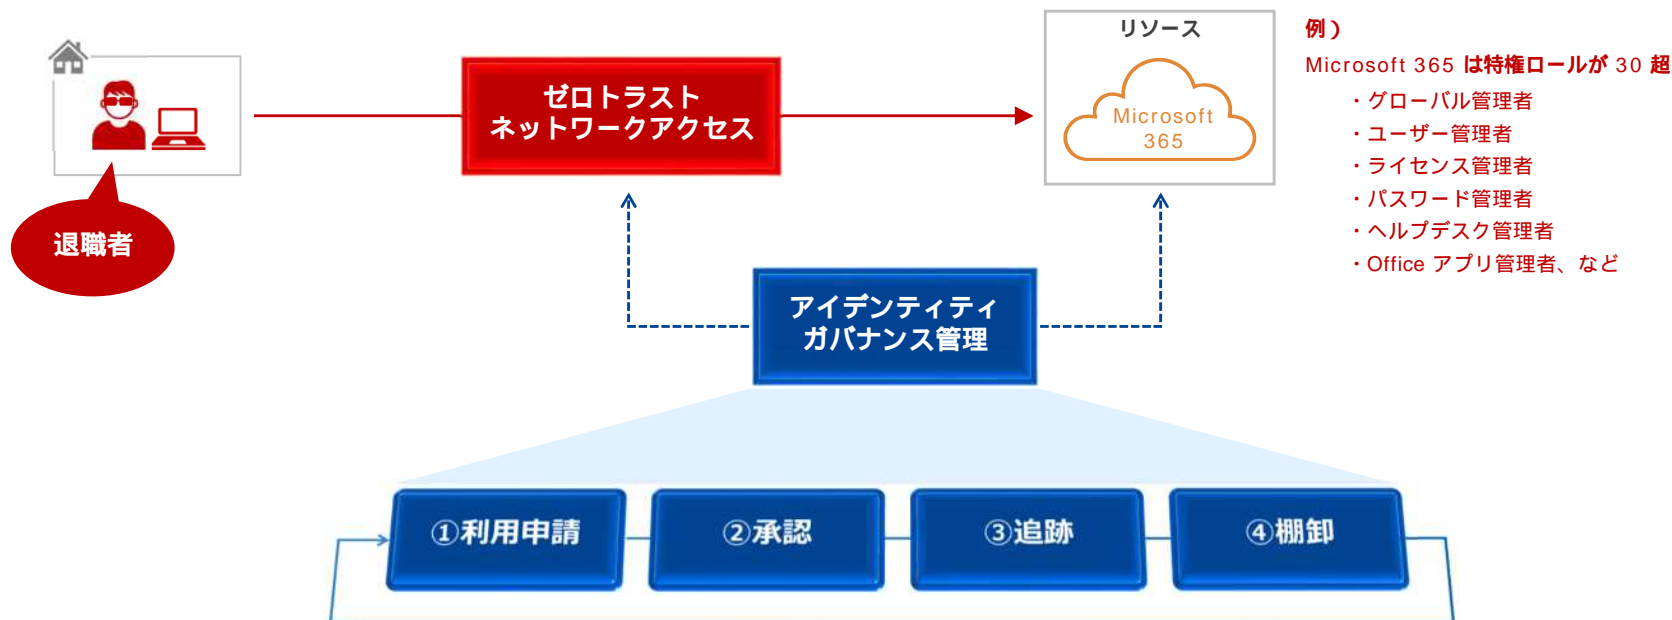 リソース
例）
Microsoft 365 は特権ロールが 30 超
・グローバル管理者
・ユーザー管理者
・ライセンス管理者
・パスワード管理者
・ヘルプデスク管理者
・Office アプリ管理者、など
ゼロトラスト
ネットワークアクセス
Microsoft
365
退職者
アイデンティティ
ガバナンス管理
①利用申請
②承認
③追跡
④棚卸